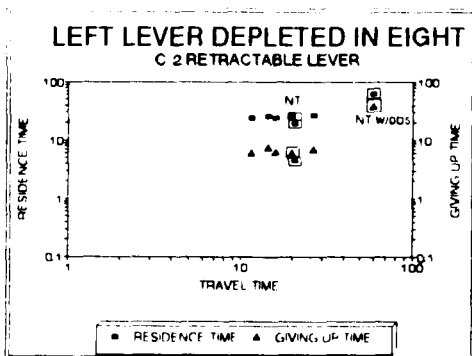 LEFT LEVER DEPLETED IN EIGHT
C 2 RETRACTABLE LEVER
100
10
1
0.1
RESIDENCE TIME
NT
NT W/DDS
100
10
1
0.1
GIVING UP TIME
1
10
100
TRAVEL TIME
RESIDENCE TIME
GIVING UP TIME